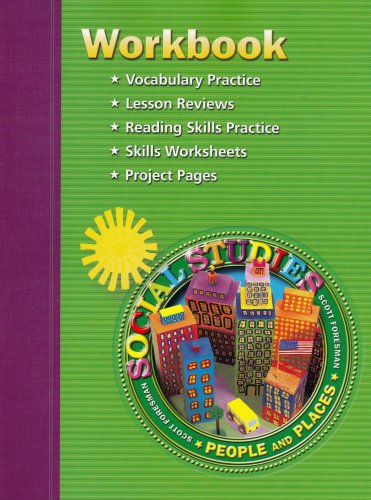 Workbook
★ Vocabulary Practice
★ Lesson Reviews
★ Reading Skills Practice
★ Skills Worksheets
★ Project Pages
SOCIAL STUDIES
SCOTT FORESMAN ★ PEOPLE AND PLACES ★ SCOTT FORESMAN